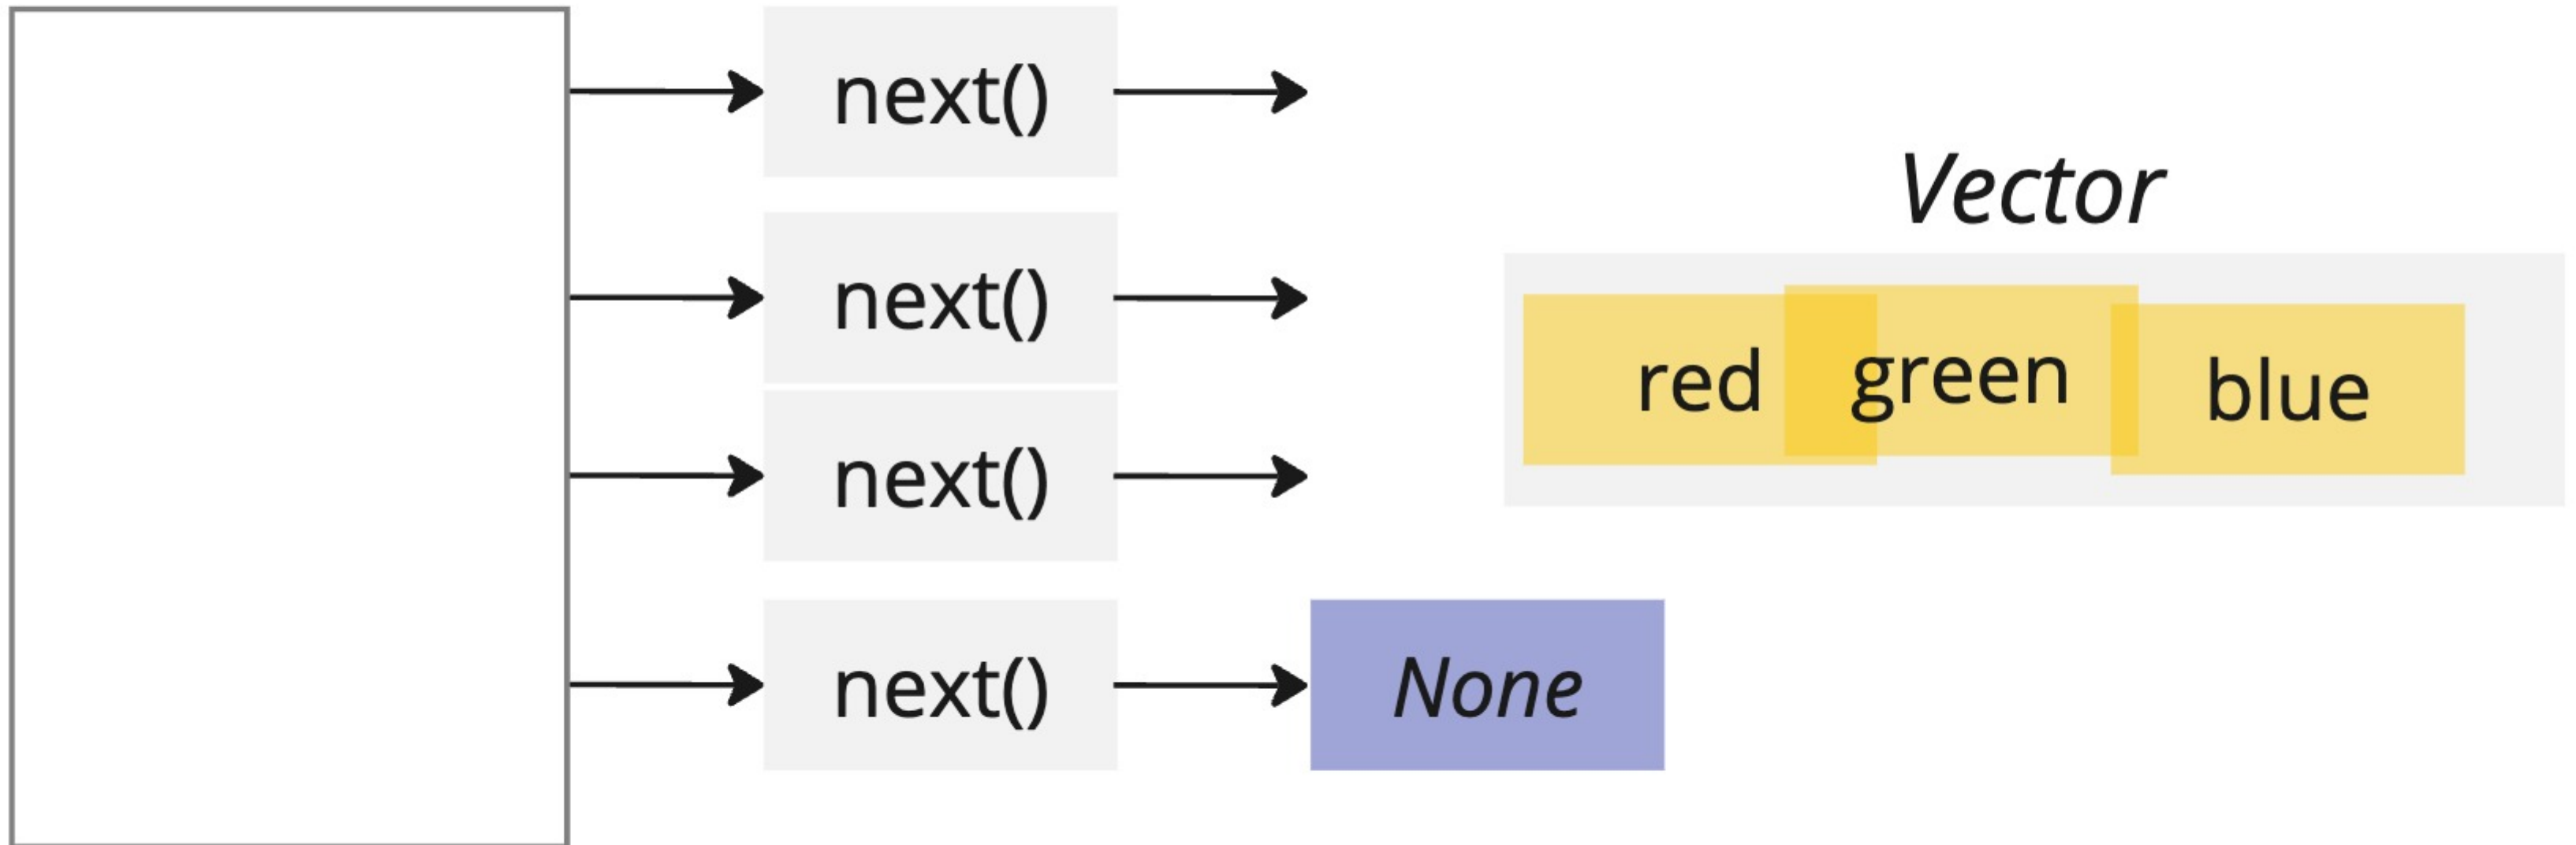 next()
next()
next()
next()
None
Vector
red green blue